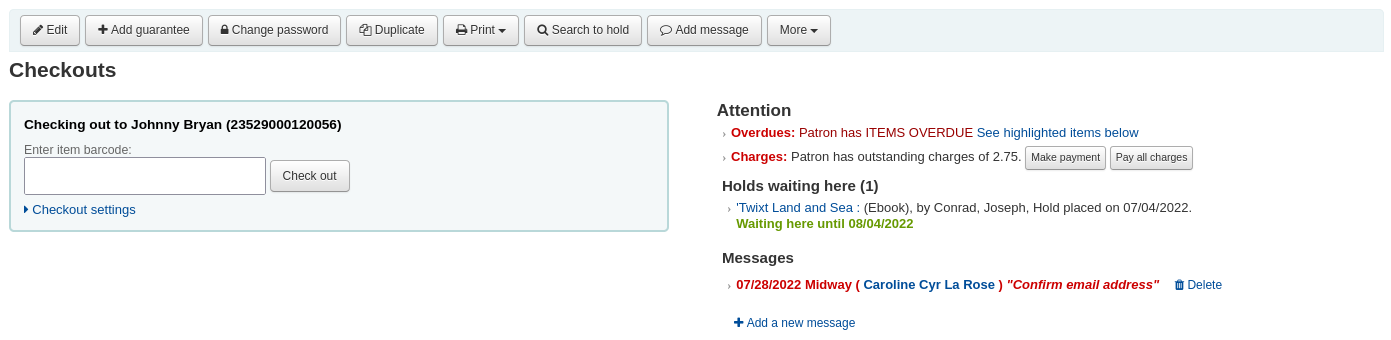 Edit Add guarantee Change password Duplicate Print Search to hold Add message More
Checkouts
Checking out to Johnny Bryan (23529000120056)
Enter item barcode:
Check out
Checkout settings
Attention
› Overdues: Patron has ITEMS OVERDUE See highlighted items below
› Charges: Patron has outstanding charges of 2.75. Make payment Pay all charges
Holds waiting here (1)
› 'Twixt Land and Sea : (Ebook), by Conrad, Joseph, Hold placed on 07/04/2022.
Waiting here until 08/04/2022
Messages
› 07/28/2022 Midway ( Caroline Cyr La Rose ) "Confirm email address" Delete
Add a new message